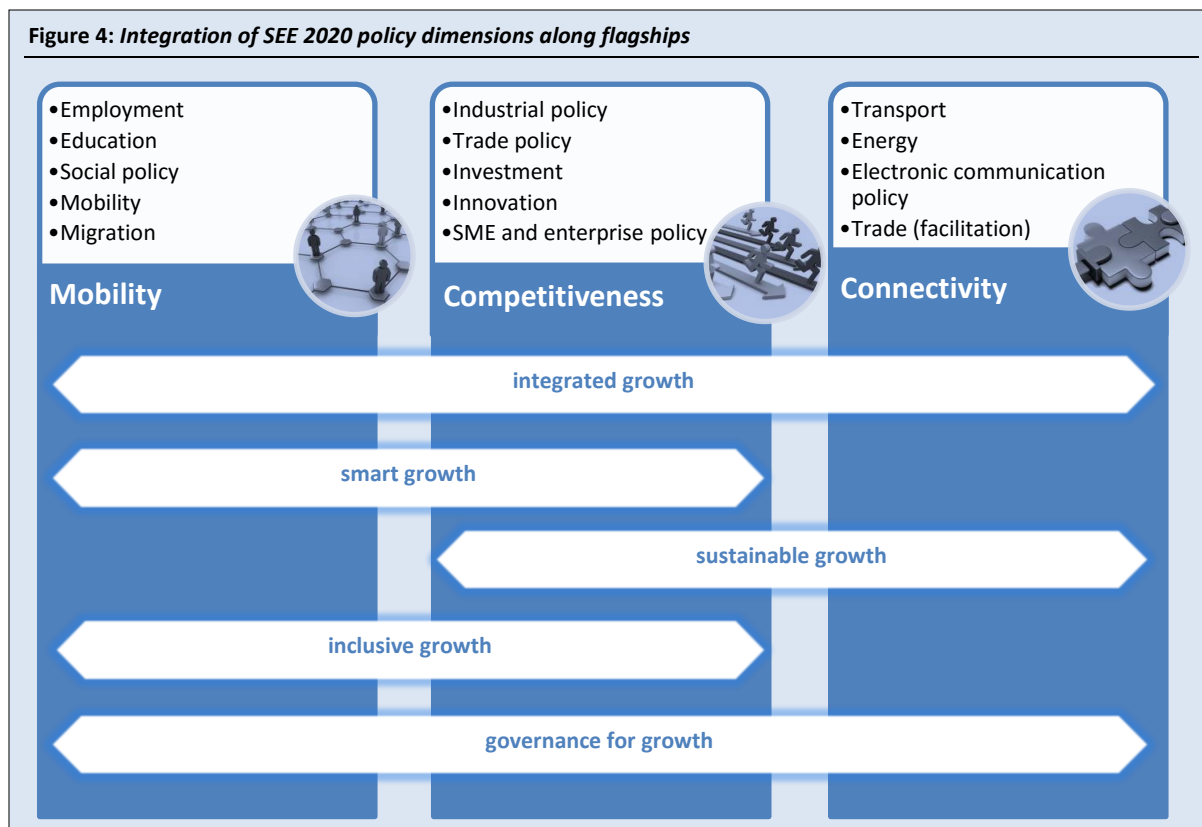 Figure 4: Integration of SEE 2020 policy dimensions along flagships
•Employment
•Education
•Social policy
•Mobility
•Migration
Mobility
•Industrial policy
•Trade policy
•Investment
•Innovation
•SME and enterprise policy
Competitiveness
•Transport
•Energy
•Electronic communication
policy
•Trade (facilitation)
Connectivity
integrated growth
smart growth
sustainable growth
inclusive growth
governance for growth